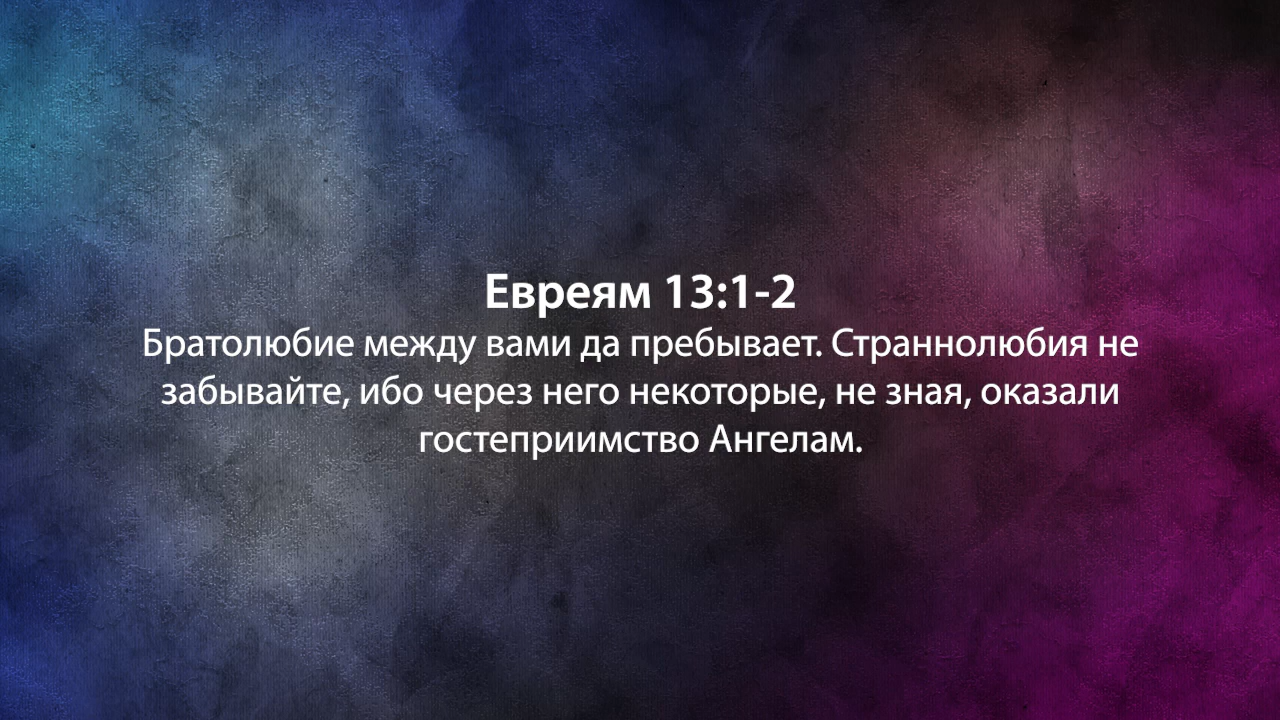 Евреям 13:1-2
Братолюбие между вами да пребывает. Страннолюбия не
забывайте, ибо через него некоторые, не зная, оказали
гостеприимство Ангелам.